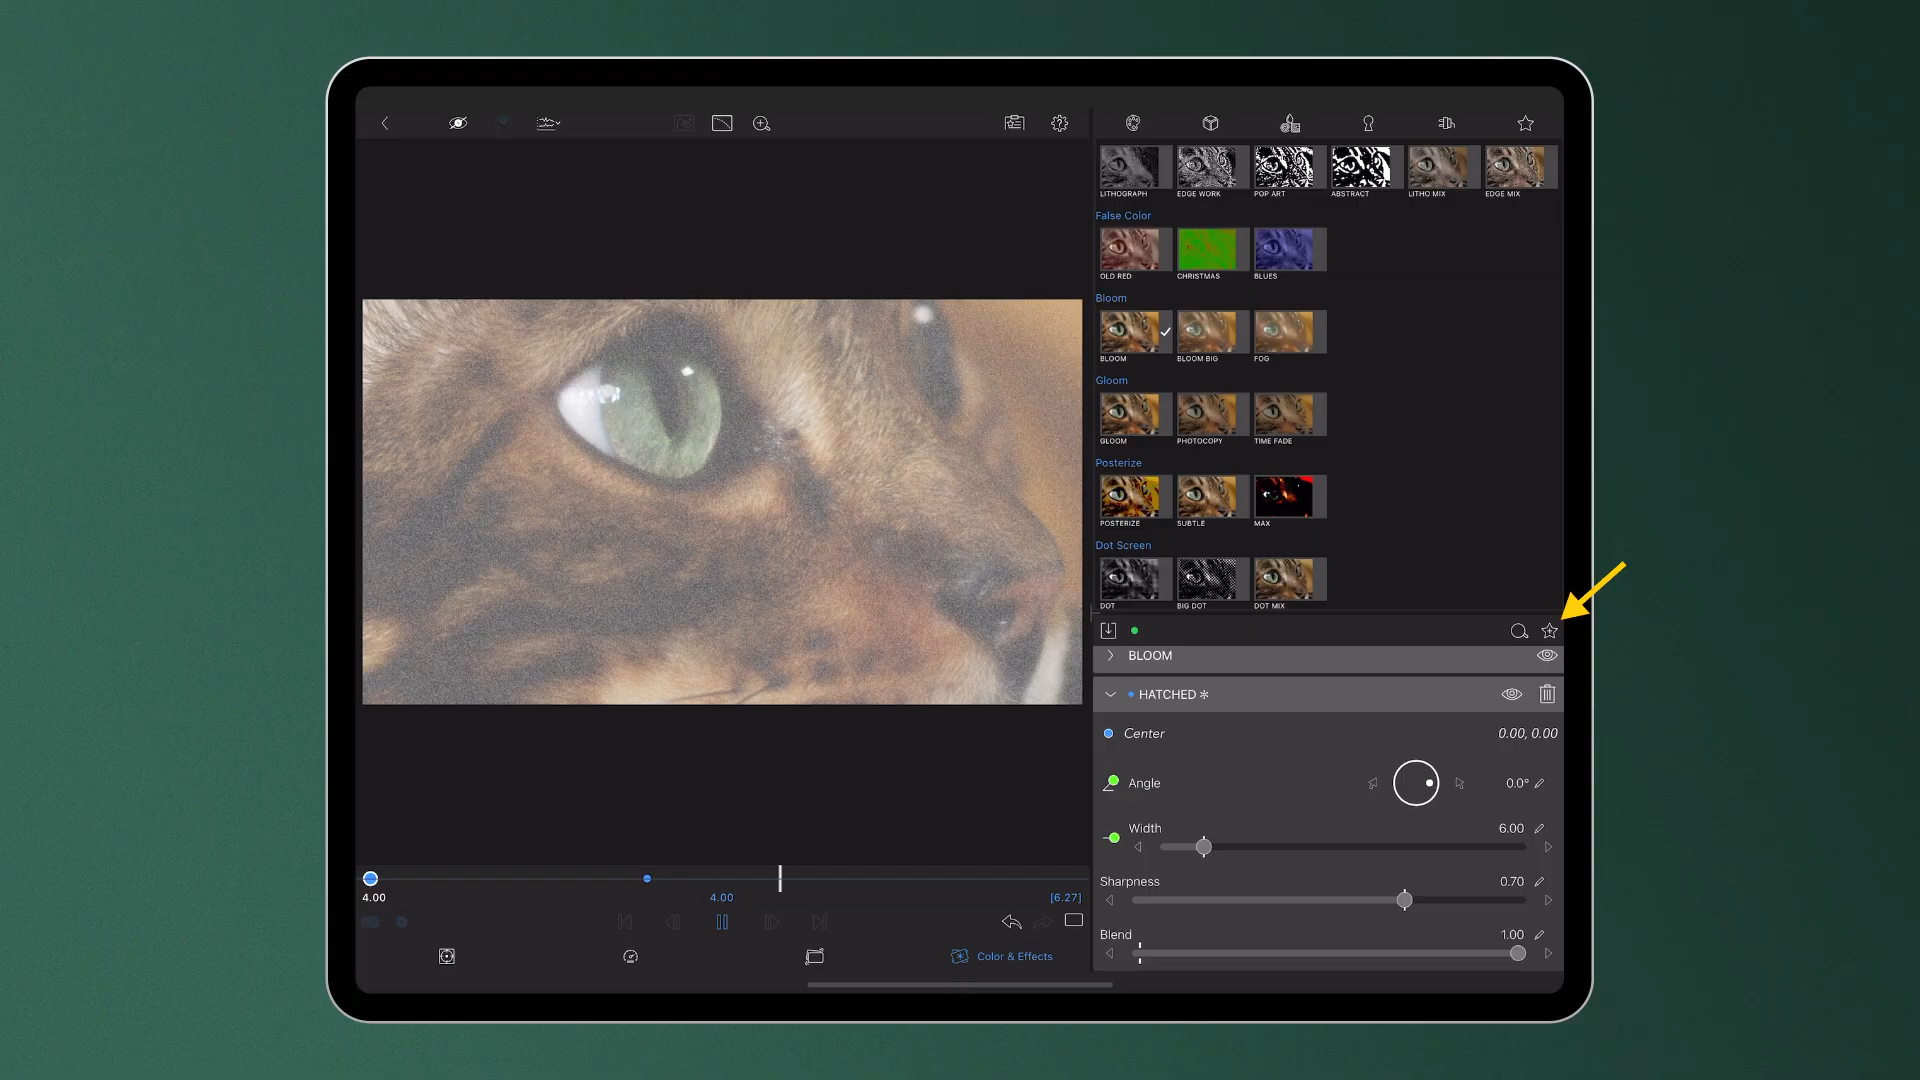 LITHOGRAPH EDGE WORK POP ART ABSTRACT LITHO MIX EDGE MIX
False Color
OLD RED CHRISTMAS BLUES
Bloom
BLOOM BLOOM BIG FOG
Gloom
GLOOM PHOTOCOPY TIME FADE
Posterize
POSTERIZE SUBTLE MAX
Dot Screen
DOT BIG DOT DOT MIX
BLOOM
HATCHED
Center 0.00, 0.00
Angle 0.0°
Width 6.00
Sharpness 0.70
Blend 1.00
4.00 4.00 [6.27]
Color & Effects